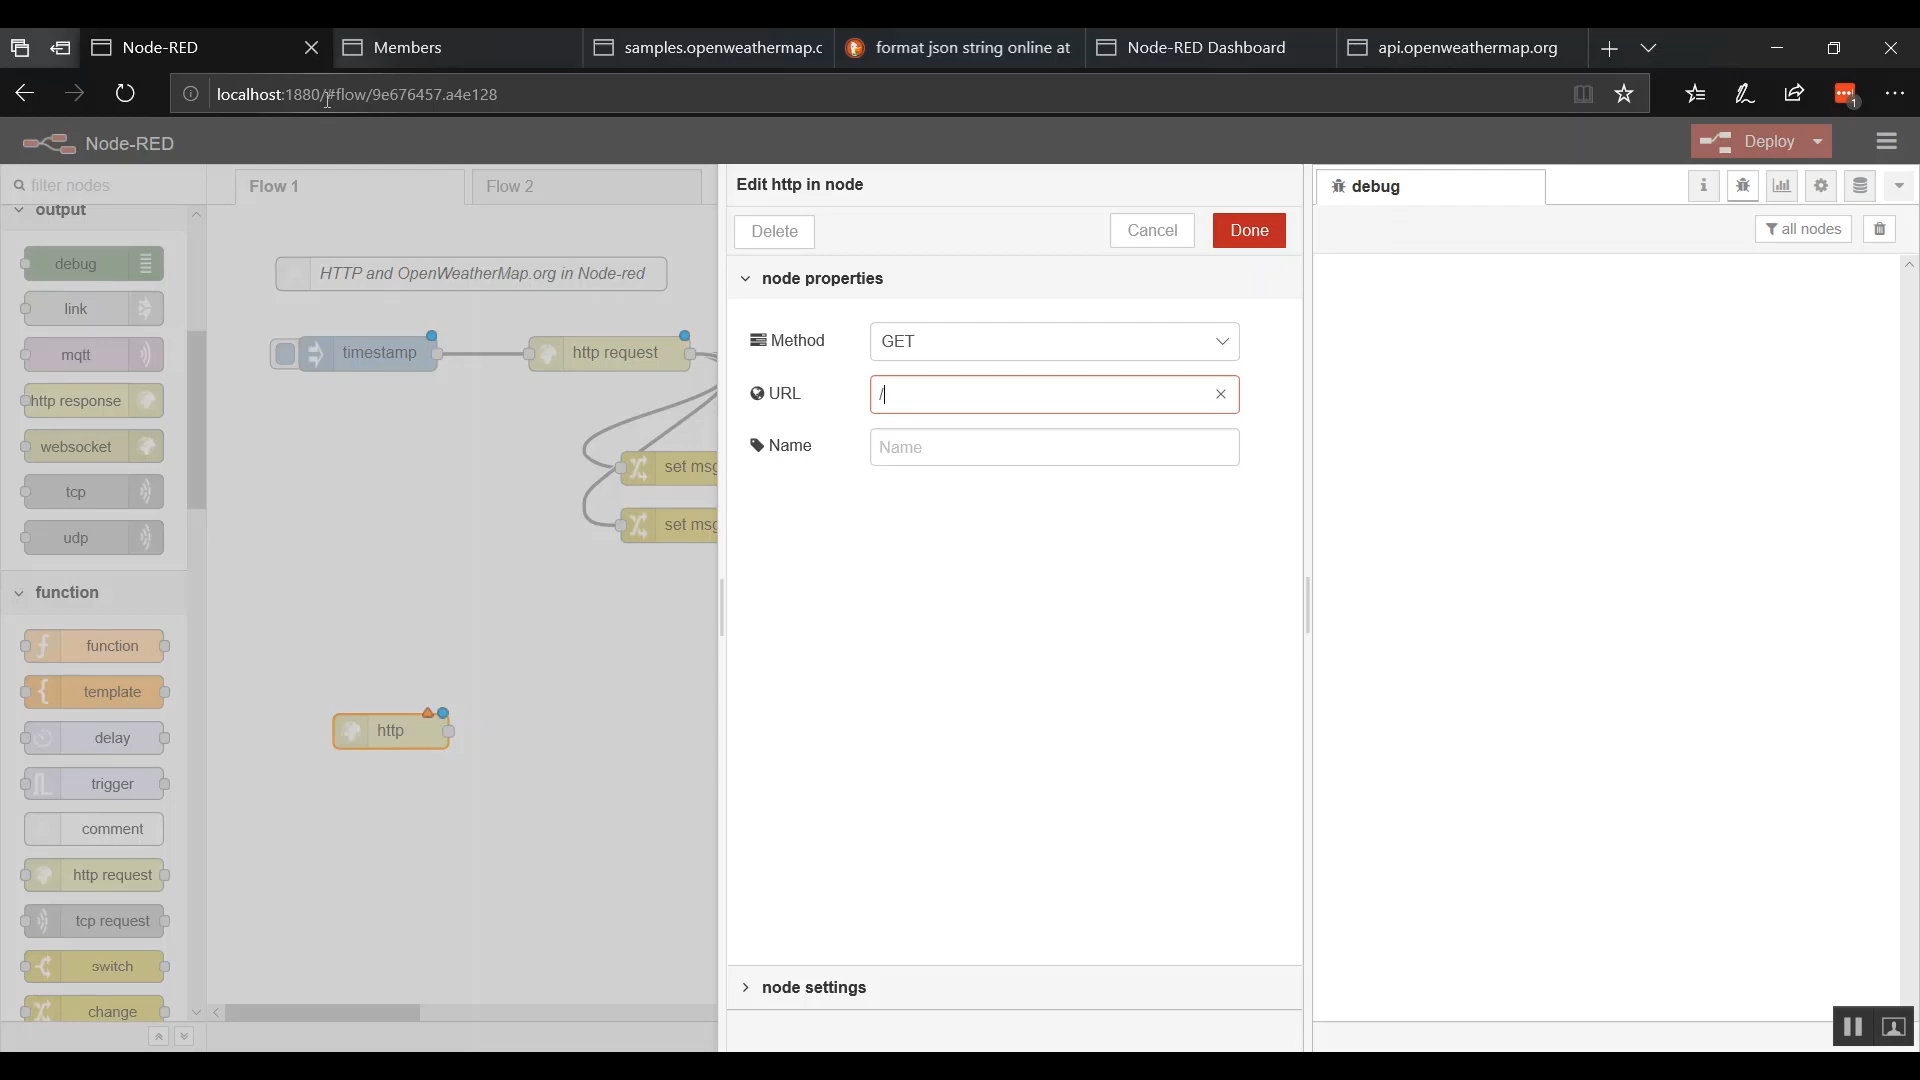 Node-RED
Members
samples.openweathermap.c
format json string online at
Node-RED Dashboard
api.openweathermap.org
localhost:1880/#flow/9e676457.a4e128
1
Node-RED
Deploy
filter nodes
output
debug
link
mqtt
http response
websocket
tcp
udp
function
function
template
delay
trigger
comment
http request
tcp request
switch
change
Flow 1
Flow 2
HTTP and OpenWeatherMap.org in Node-red
timestamp
http request
set msg
set msg
http
Edit http in node
Delete
Cancel
Done
node properties
Method
GET
URL
/
Name
Name
node settings
debug
i
all nodes